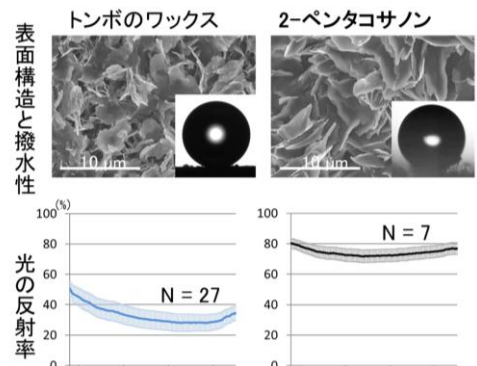 トンボのワックス
2-ペンタコサノン
表面構造と撥水性
10 μm
10 μm
(%)
100
80
60
40
20
0
N = 27
100
80
60
40
20
0
N = 7
光の反射率